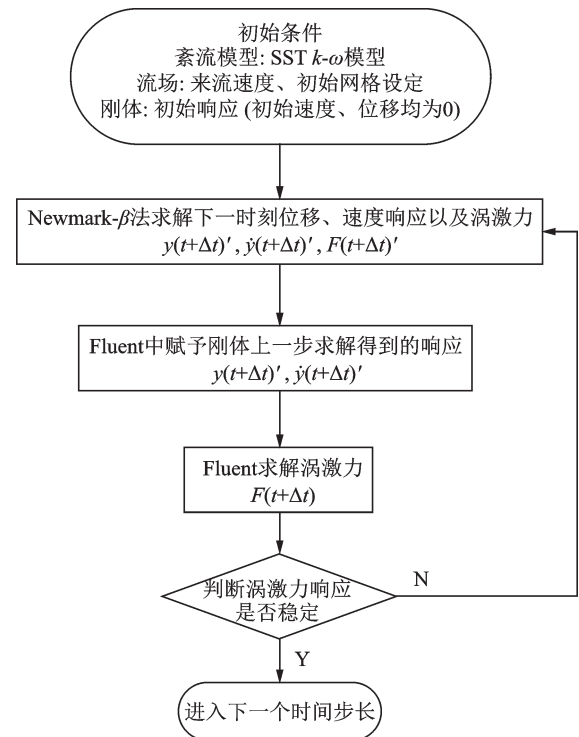 初始条件
紊流模型: SST k-ω模型
流场: 来流速度、初始网格设定
刚体: 初始响应 (初始速度、位移均为0)
Newmark-β法求解下一时刻位移、速度响应以及涡激力
y(t+Δt)′, ẏ(t+Δt)′, F(t+Δt)′
Fluent中赋予刚体上一步求解得到的响应
y(t+Δt)′, ẏ(t+Δt)′
Fluent求解涡激力
F(t+Δt)
判断涡激力响应
是否稳定
N
Y
进入下一个时间步长